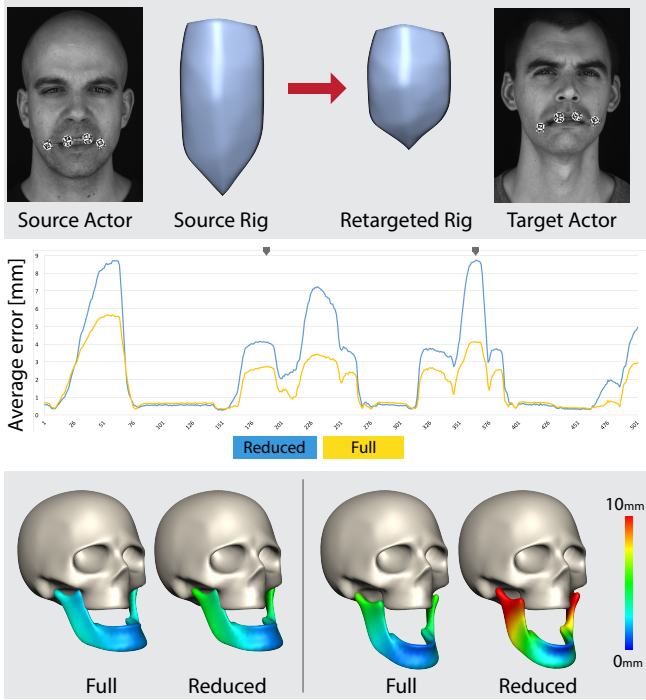 Source Actor Source Rig Retargeted Rig Target Actor
Average error [mm]
9
8
7
6
5
4
3
2
1
0
1 26 51 76 101 126 151 176 201 226 251 276 301 326 351 376 401 426 451 476 501
Reduced Full
10mm
0mm
Full Reduced Full Reduced